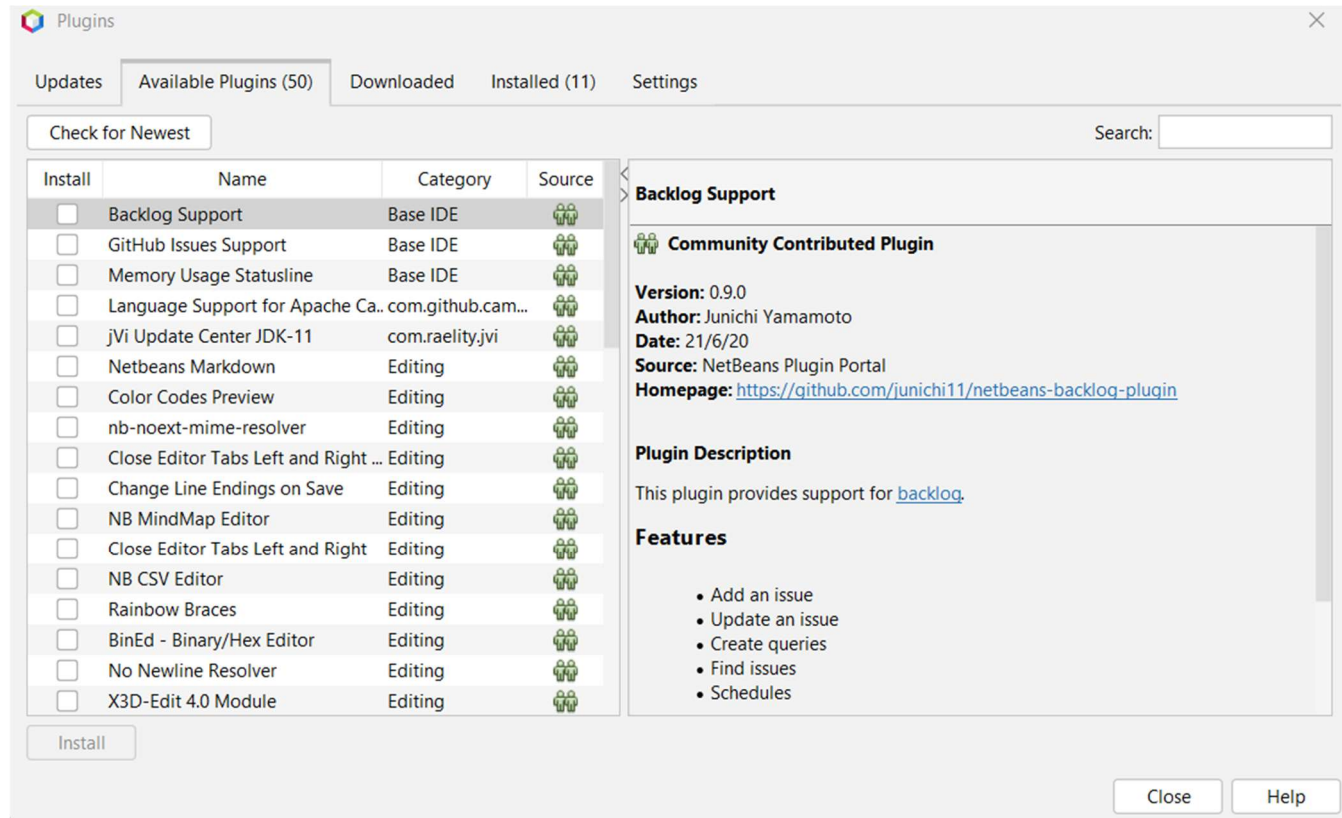 Plugins
Updates Available Plugins (50) Downloaded Installed (11) Settings
Check for Newest Search:
Install Name Category Source
Backlog Support Base IDE
GitHub Issues Support Base IDE
Memory Usage Statusline Base IDE
Language Support for Apache Ca.. com.github.cam...
jVi Update Center JDK-11 com.raelity.jvi
Netbeans Markdown Editing
Color Codes Preview Editing
nb-noext-mime-resolver Editing
Close Editor Tabs Left and Right ... Editing
Change Line Endings on Save Editing
NB MindMap Editor Editing
Close Editor Tabs Left and Right Editing
NB CSV Editor Editing
Rainbow Braces Editing
BinEd - Binary/Hex Editor Editing
No Newline Resolver Editing
X3D-Edit 4.0 Module Editing
Backlog Support
Community Contributed Plugin
Version: 0.9.0
Author: Junichi Yamamoto
Date: 21/6/20
Source: NetBeans Plugin Portal
Homepage: https://github.com/junichi11/netbeans-backlog-plugin
Plugin Description
This plugin provides support for backlog.
Features
• Add an issue
• Update an issue
• Create queries
• Find issues
• Schedules
Install
Close Help